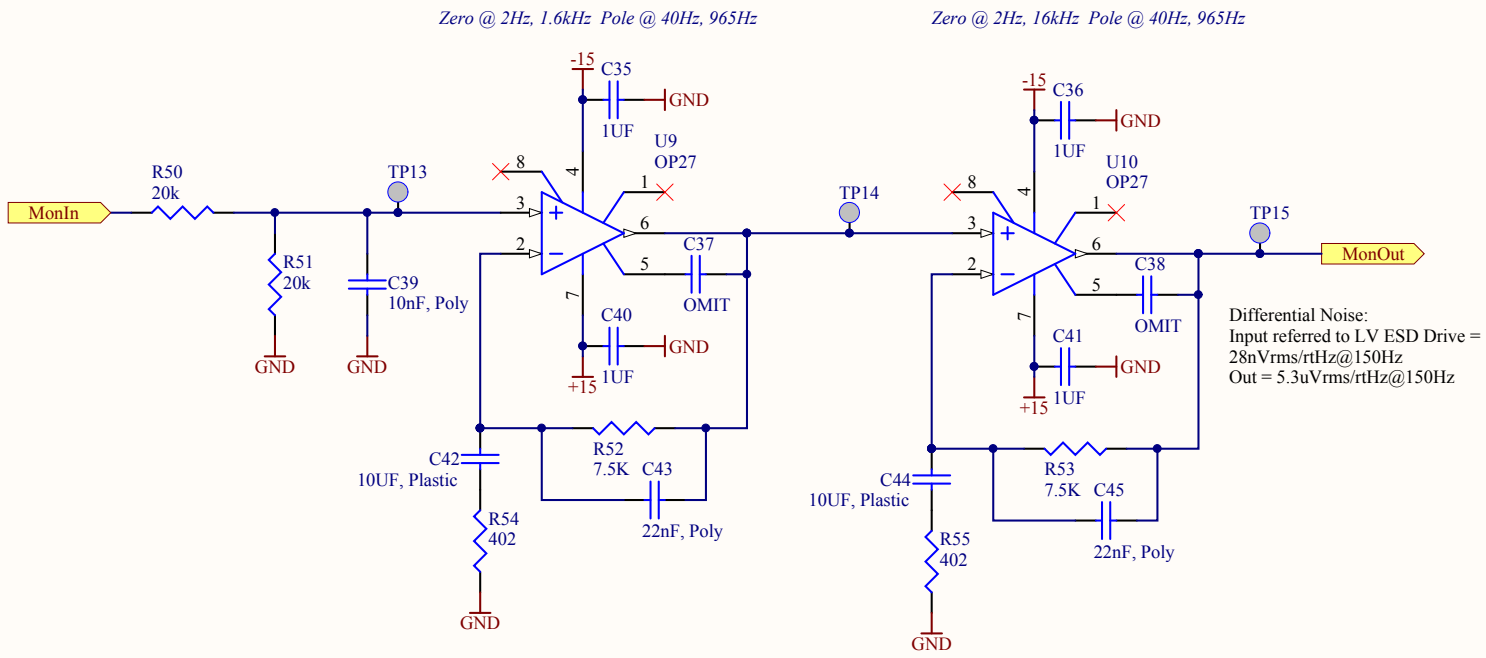 Zero @ 2Hz, 1.6kHz  Pole @ 40Hz, 965Hz
Zero @ 2Hz, 16kHz  Pole @ 40Hz, 965Hz
-15
C35
GND
1UF
U9
OP27
-15
C36
GND
1UF
U10
OP27
MonIn
R50
20k
TP13
8
4
1
3
2
6
5
7
C37
OMIT
TP14
8
4
1
3
2
6
5
7
C38
OMIT
TP15
MonOut
R51
20k
C39
10nF, Poly
GND
GND
C40
GND
1UF
+15
C41
GND
1UF
+15
Differential Noise:
Input referred to LV ESD Drive =
28nVrms/rtHz@150Hz
Out = 5.3uVrms/rtHz@150Hz
C42
10UF, Plastic
R52
7.5K
C43
22nF, Poly
R54
402
GND
C44
10UF, Plastic
R53
7.5K
C45
22nF, Poly
R55
402
GND